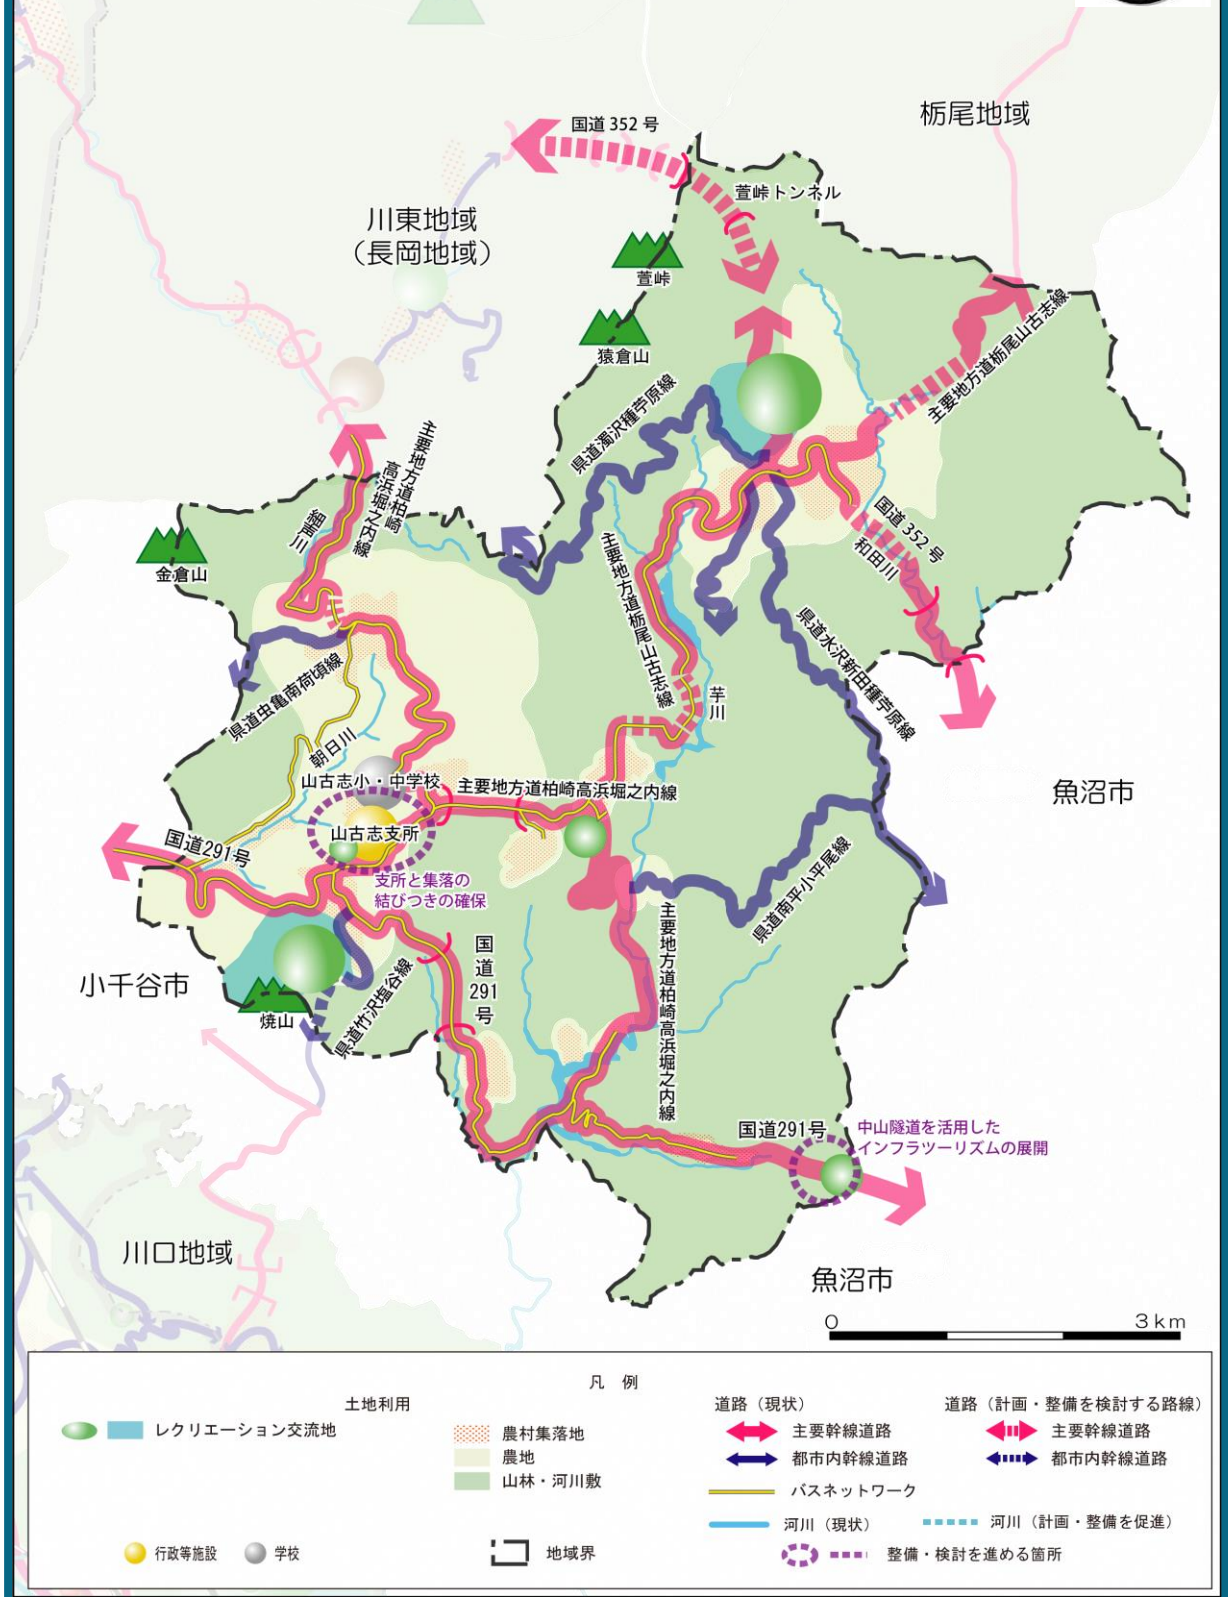 栃尾地域
国道352号
萱峠トンネル
川東地域
（長岡地域）
萱峠
猿倉山
主要地方道栃尾山古志線
県道濁沢種苧原線
主要地方道柏崎
高浜堀之内線
国道352号
和田川
金倉山
主要地方道栃尾山古志線
県道水沢新田種苧原線
芋川
県道虫亀南荷頃線
朝日川
山古志小・中学校
主要地方道柏崎高浜堀之内線
魚沼市
山古志支所
国道291号
支所と集落の
結びつきの確保
県道南平小平尾線
主要地方道柏崎高浜堀之内線
国道291号
小千谷市
県道竹沢塩谷線
焼山
国道291号
中山隧道を活用した
インフラツーリズムの展開
川口地域
魚沼市
0 3km
凡 例
土地利用
レクリエーション交流地
農村集落地
農地
山林・河川敷
道路（現状）
主要幹線道路
都市内幹線道路
道路（計画・整備を検討する路線）
主要幹線道路
都市内幹線道路
バスネットワーク
河川（現状）
河川（計画・整備を促進）
行政等施設
学校
地域界
整備・検討を進める箇所